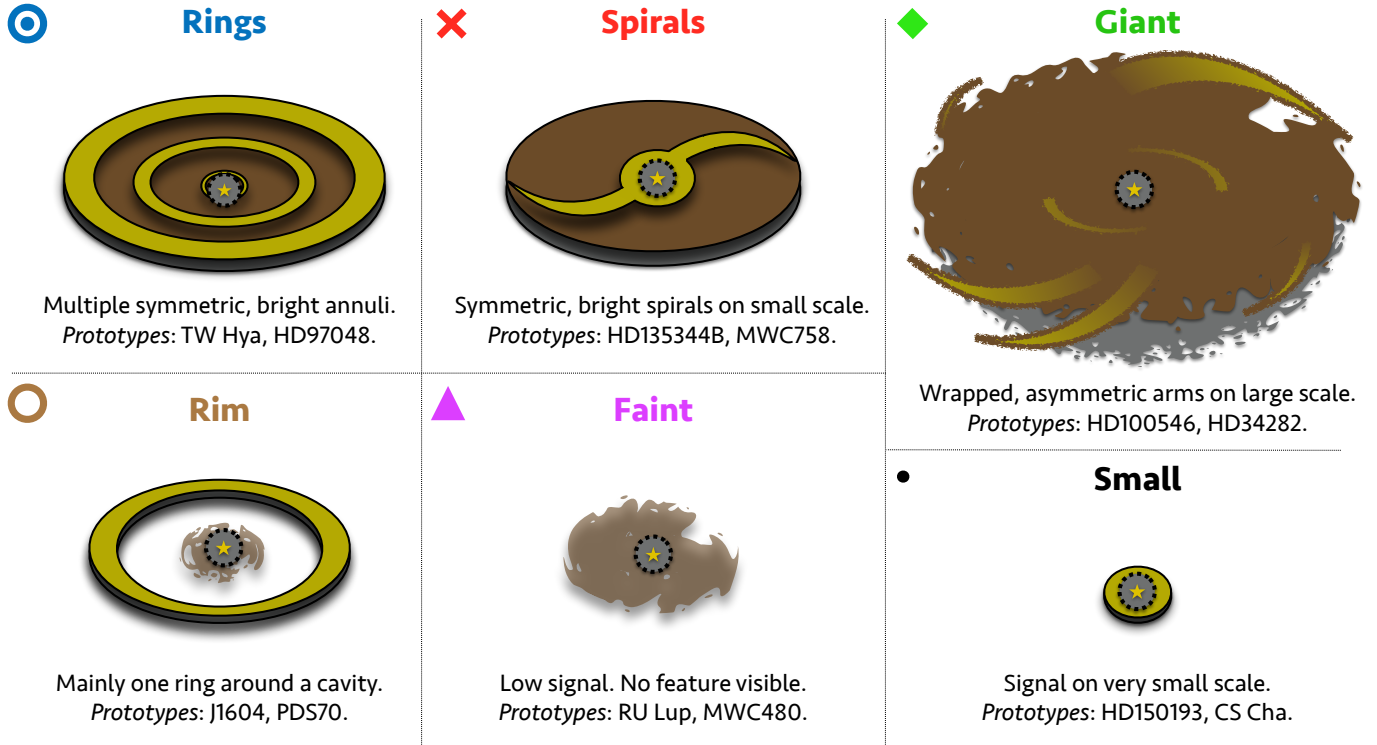 Rings
Multiple symmetric, bright annuli.
Prototypes: TW Hya, HD97048.
Spirals
Symmetric, bright spirals on small scale.
Prototypes: HD135344B, MWC758.
Giant
Wrapped, asymmetric arms on large scale.
Prototypes: HD100546, HD34282.
Rim
Mainly one ring around a cavity.
Prototypes: J1604, PDS70.
Faint
Low signal. No feature visible.
Prototypes: RU Lup, MWC480.
Small
Signal on very small scale.
Prototypes: HD150193, CS Cha.